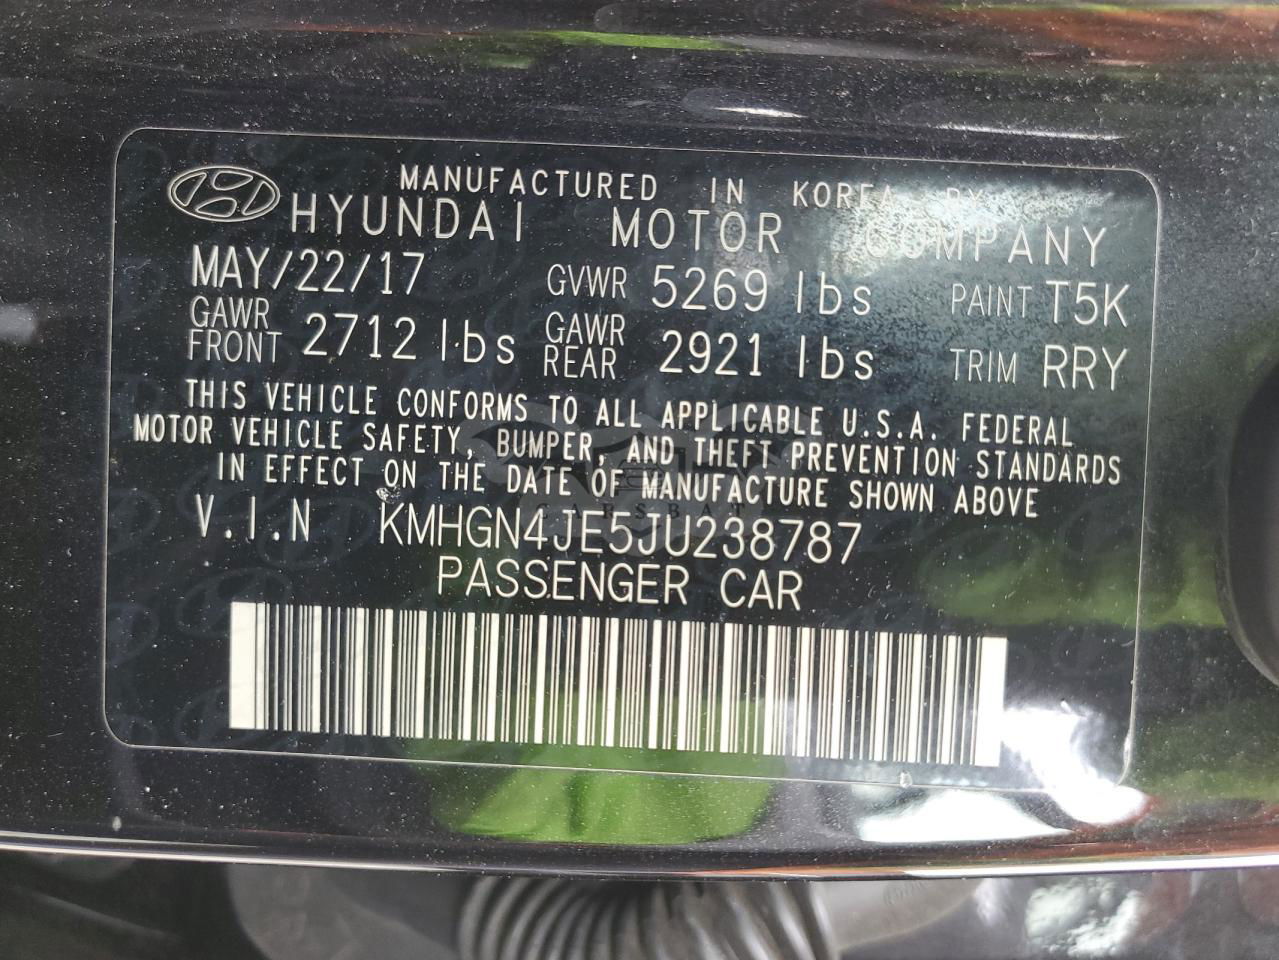 MANUFACTURED IN KOREA BY
HYUNDAI MOTOR COMPANY
MAY/22/17 GVWR 5269 lbs PAINT T5K
GAWR FRONT 2712 lbs GAWR REAR 2921 lbs TRIM RRY
THIS VEHICLE CONFORMS TO ALL APPLICABLE U.S.A. FEDERAL
MOTOR VEHICLE SAFETY, BUMPER, AND THEFT PREVENTION STANDARDS
IN EFFECT ON THE DATE OF MANUFACTURE SHOWN ABOVE
V.I.N KMHGN4JE5JU238787
PASSENGER CAR
CARSBAT